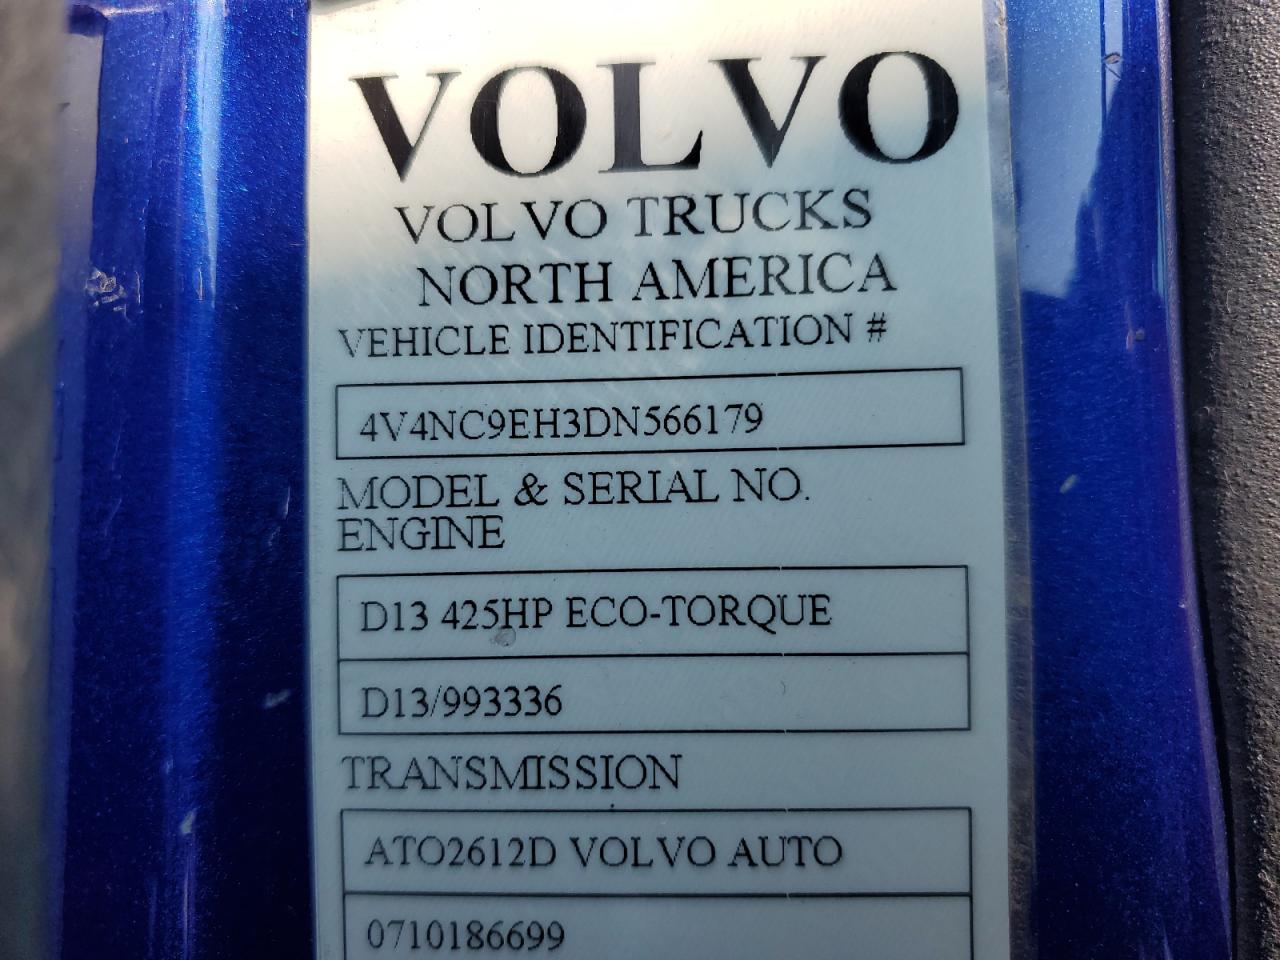 VOLVO
VOLVO TRUCKS
NORTH AMERICA
VEHICLE IDENTIFICATION #
4V4NC9EH3DN566179
MODEL & SERIAL NO.
ENGINE
D13 425HP ECO-TORQUE
D13/993336
TRANSMISSION
ATO2612D VOLVO AUTO
0710186699